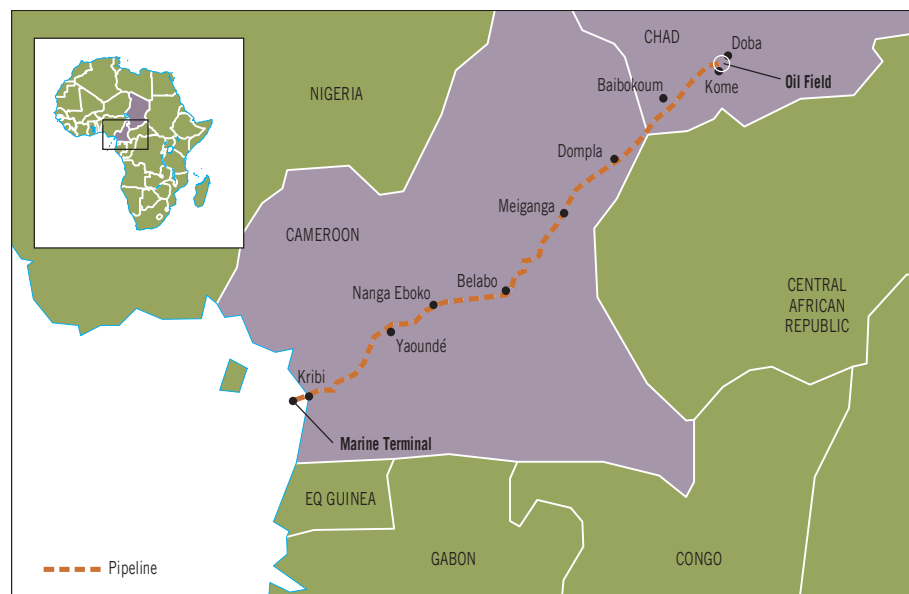 CHAD
Doba
NIGERIA
Baibokoum
Kome
Oil Field
Dompla
Meiganga
CAMEROON
Nanga Eboko
Belabo
CENTRAL
AFRICAN
REPUBLIC
Yaoundé
Kribi
Marine Terminal
EQ GUINEA
GABON
CONGO
Pipeline